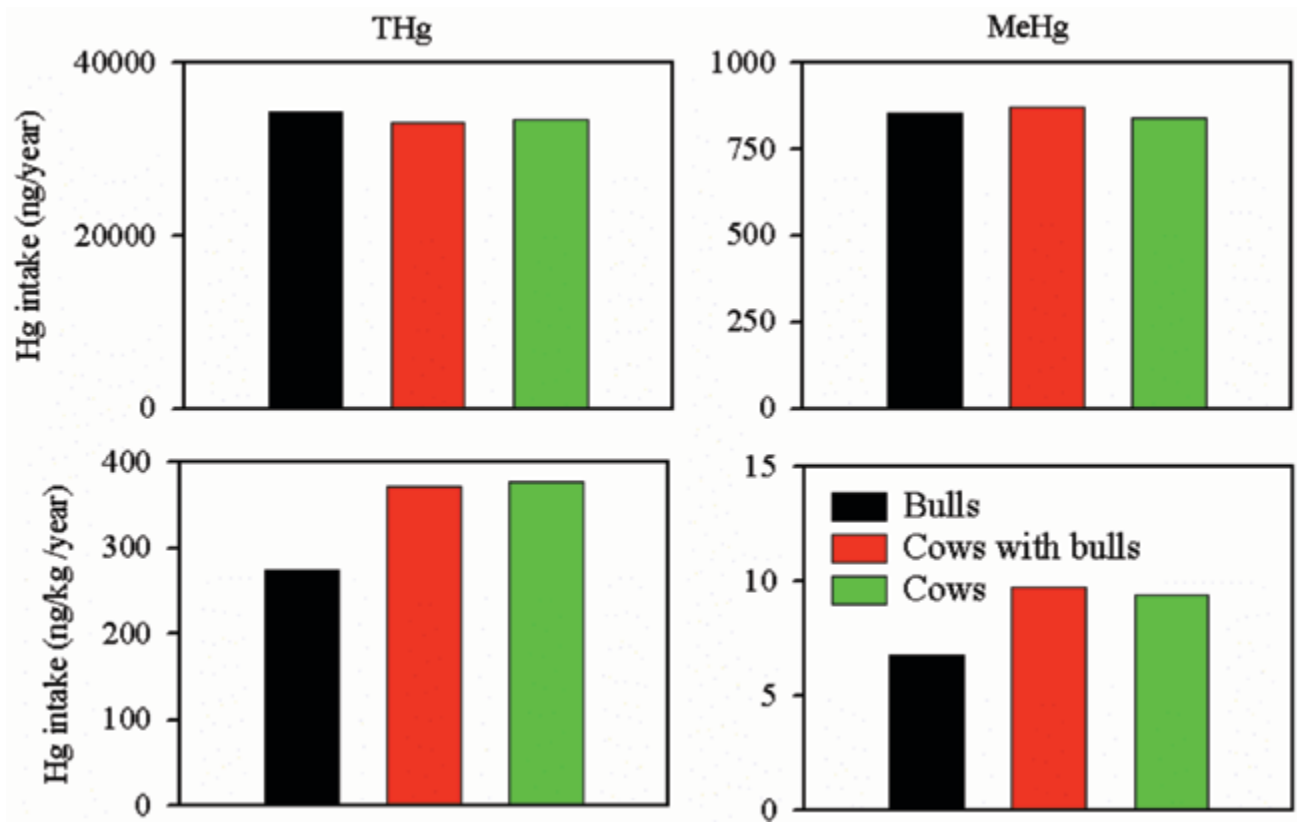 THg
MeHg
Hg intake (ng/year)
40000
20000
0
1000
750
500
250
0
Hg intake (ng/kg /year)
400
300
200
100
0
15
10
5
0
Bulls
Cows with bulls
Cows